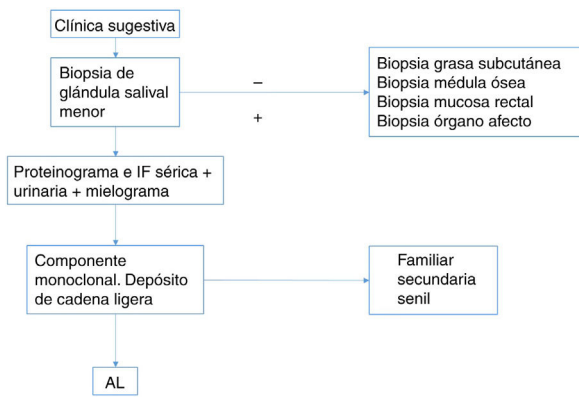 Clínica sugestiva
Biopsia de
glándula salival
menor
–
+
Biopsia grasa subcutánea
Biopsia médula ósea
Biopsia mucosa rectal
Biopsia órgano afecto
Proteinograma e IF sérica +
urinaria + mielograma
Componente
monoclonal. Depósito
de cadena ligera
Familiar
secundaria
senil
AL